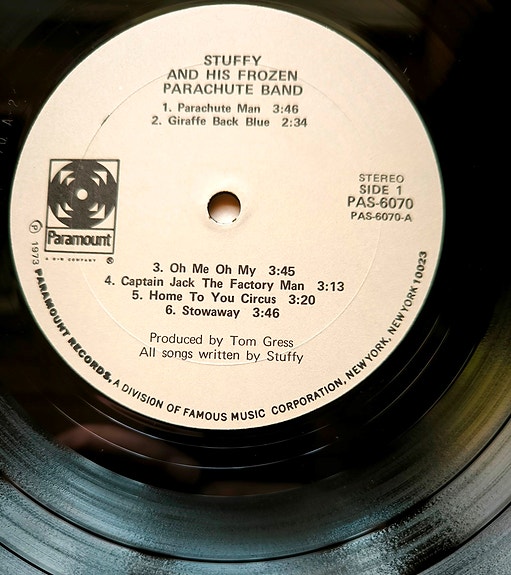 STUFFY
AND HIS FROZEN
PARACHUTE BAND
1. Parachute Man 3:46
2. Giraffe Back Blue 2:34
STEREO
SIDE 1
PAS-6070
PAS-6070-A
Paramount
A G+W COMPANY
3. Oh Me Oh My 3:45
4. Captain Jack The Factory Man 3:13
5. Home To You Circus 3:20
6. Stowaway 3:46
Produced by Tom Gress
All songs written by Stuffy
℗ 1973 PARAMOUNT RECORDS, A DIVISION OF FAMOUS MUSIC CORPORATION, NEW YORK, NEW YORK 10023